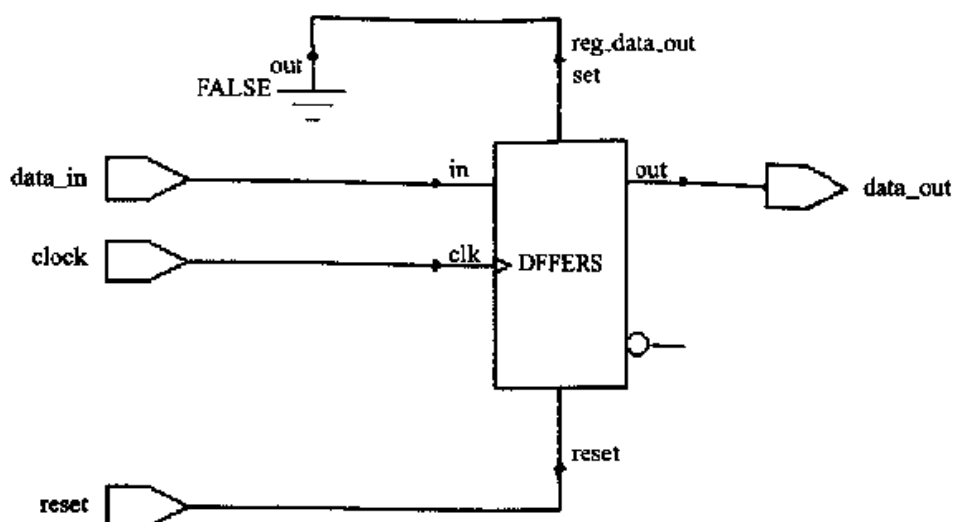 reg_data_out
out
set
FALSE
data_in
in
out
data_out
clock
clk
DFFERS
reset
reset